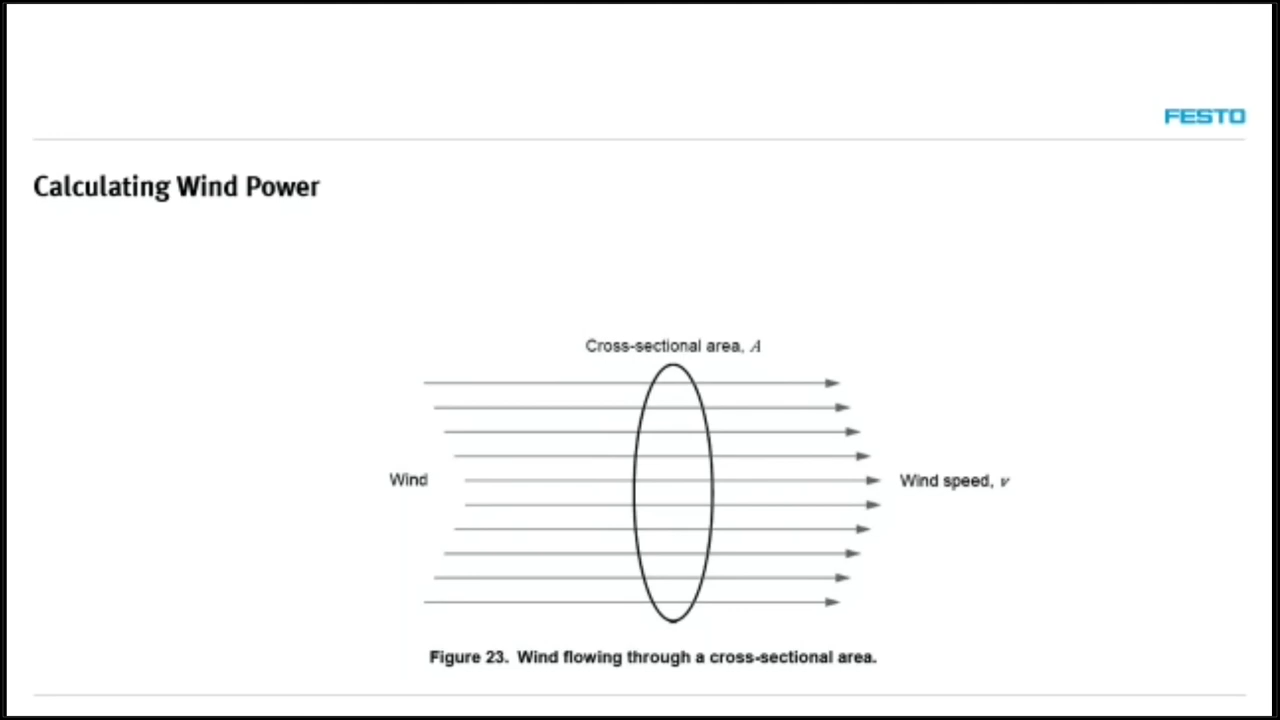 FESTO
Calculating Wind Power
Cross-sectional area, A
Wind
Wind speed, v
Figure 23. Wind flowing through a cross-sectional area.